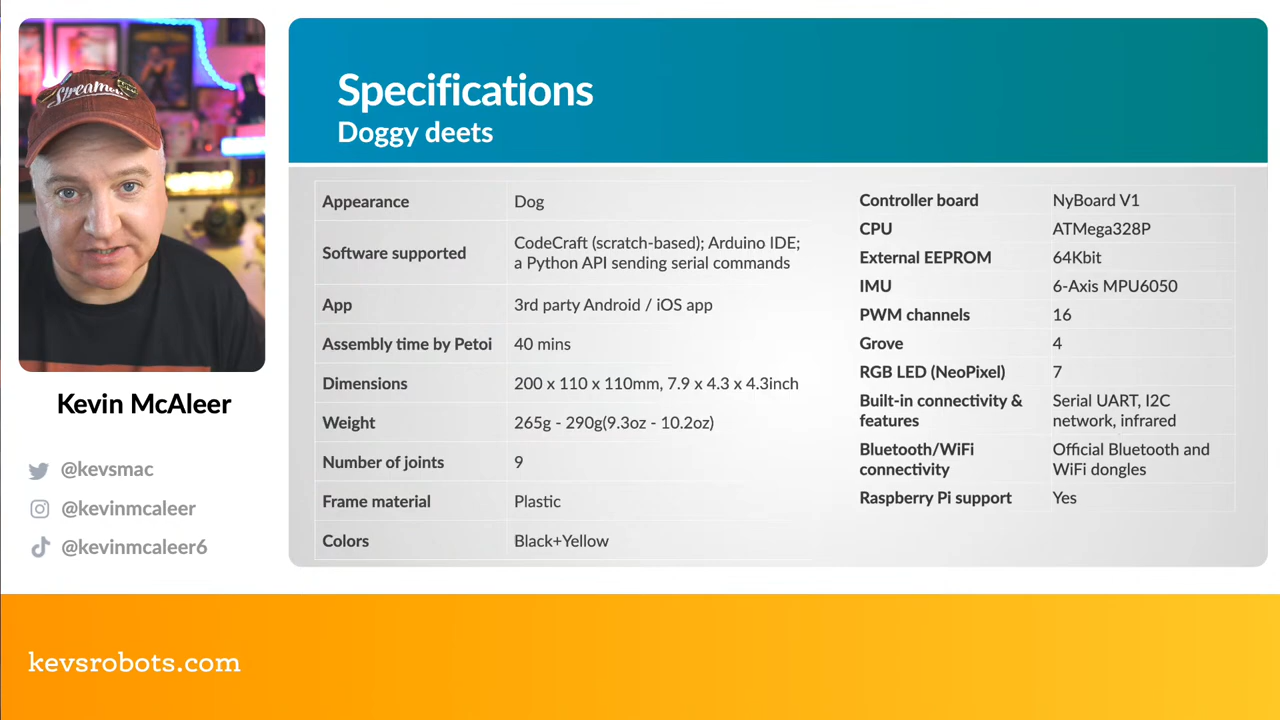 Streamer
Specifications
Doggy deets
Appearance
Dog
Software supported
CodeCraft (scratch-based); Arduino IDE;
a Python API sending serial commands
App
3rd party Android / iOS app
Assembly time by Petoi
40 mins
Dimensions
200 x 110 x 110mm, 7.9 x 4.3 x 4.3inch
Weight
265g - 290g(9.3oz - 10.2oz)
Number of joints
9
Frame material
Plastic
Colors
Black+Yellow
Controller board
NyBoard V1
CPU
ATMega328P
External EEPROM
64Kbit
IMU
6-Axis MPU6050
PWM channels
16
Grove
4
RGB LED (NeoPixel)
7
Built-in connectivity &
features
Serial UART, I2C
network, infrared
Bluetooth/WiFi
connectivity
Official Bluetooth and
WiFi dongles
Raspberry Pi support
Yes
Kevin McAleer
@kevsmac
@kevinmcaleer
@kevinmcaleer6
kevsrobots.com